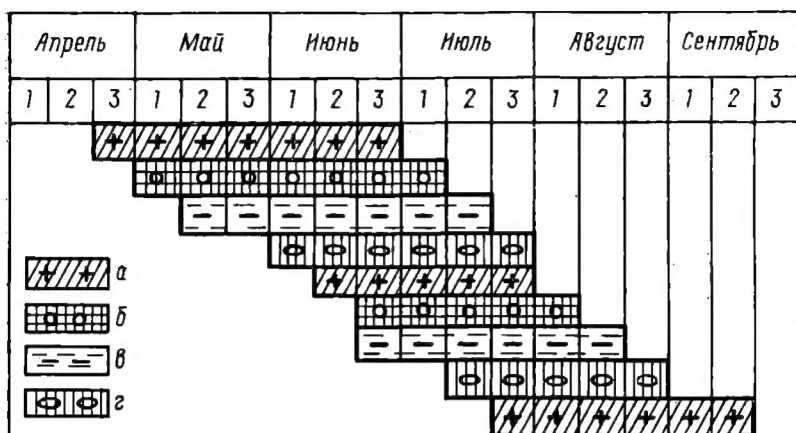 Апрель Май Июнь Июль Август Сентябрь
1 2 3 1 2 3 1 2 3 1 2 3 1 2 3 1 2 3
а
б
в
г